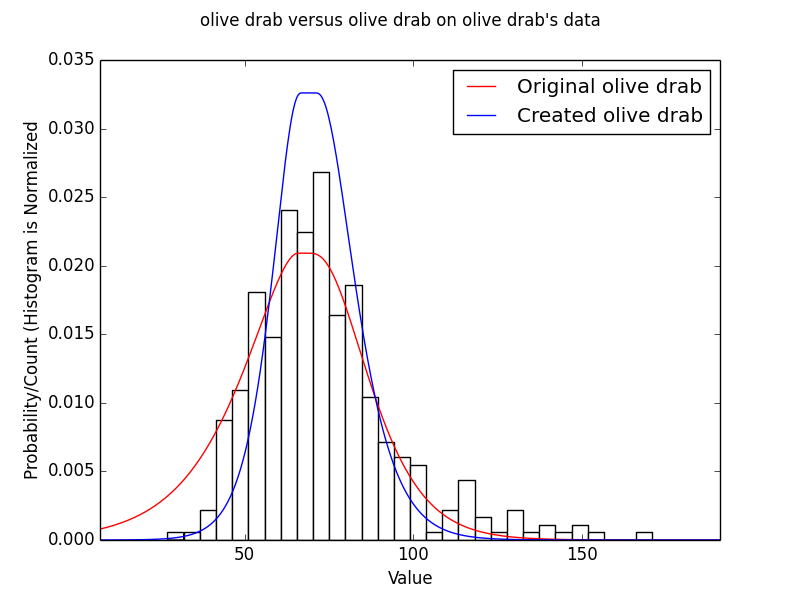 olive drab versus olive drab on olive drab's data
0.035
0.030
0.025
0.020
0.015
0.010
0.005
0.000
Probability/Count (Histogram is Normalized
Original olive drab
Created olive drab
50
100
150
Value